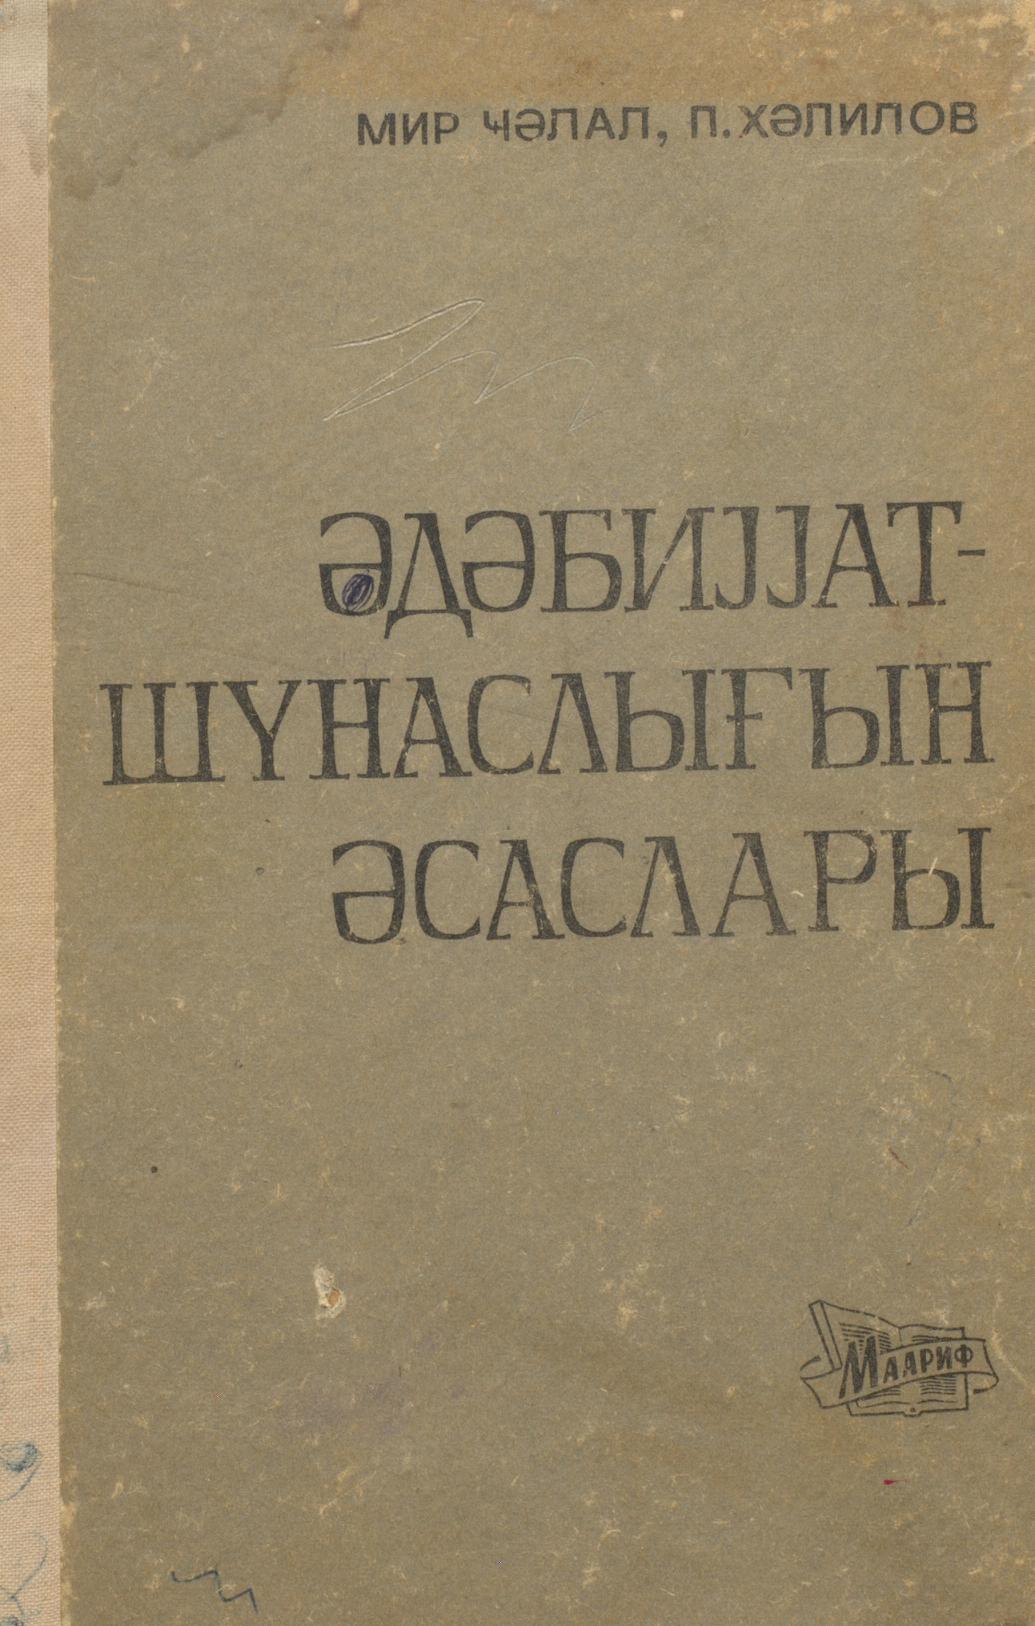 МИР ҸӘЛАЛ, П.ХӘЛИЛОВ
ӘДӘБИЈЈАТ-
ШҮНАСЛЫҒЫН
ӘСАСЛАРЫ
МААРИФ